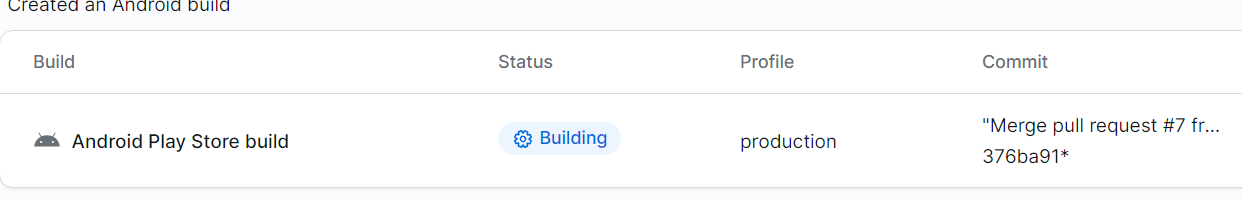 Created an Android build
Build Status Profile Commit
Android Play Store build Building production "Merge pull request #7 fr...
376ba91*